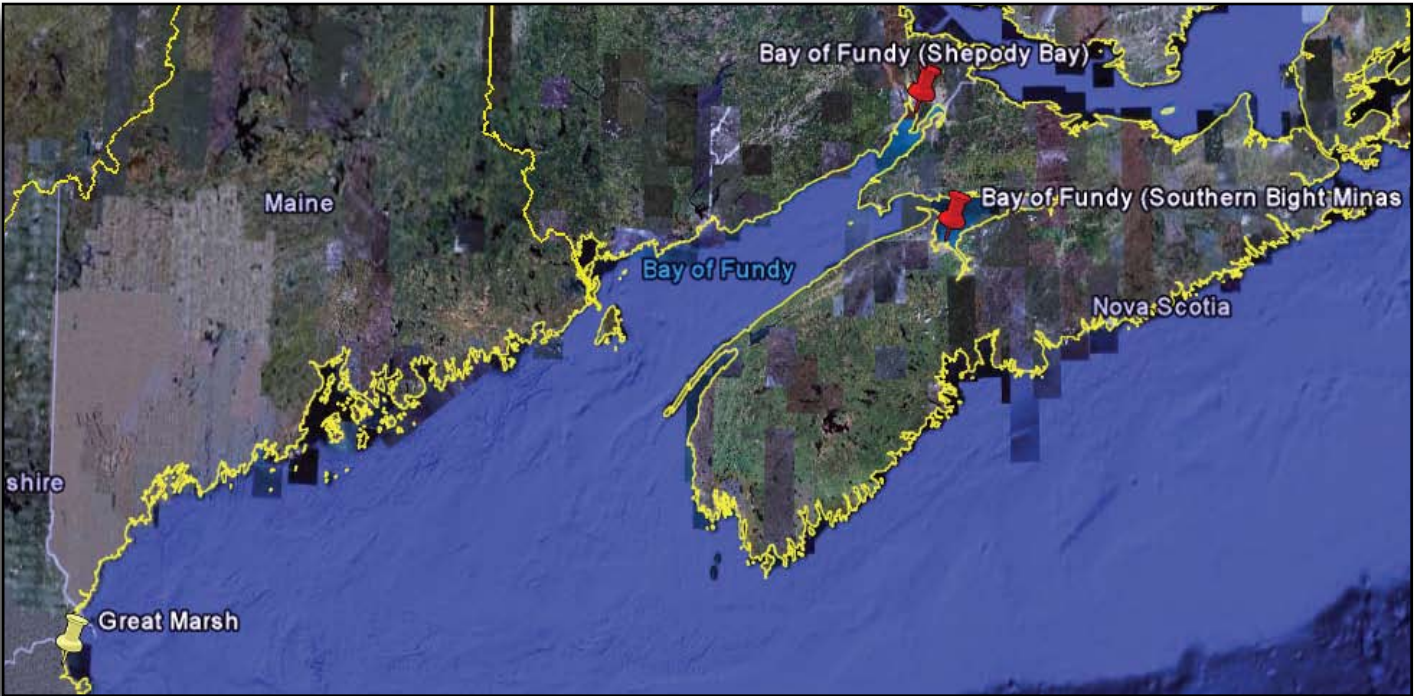 Bay of Fundy (Shepody Bay)
Maine
Bay of Fundy (Southern Bight Minas
Bay of Fundy
Nova Scotia
shire
Great Marsh